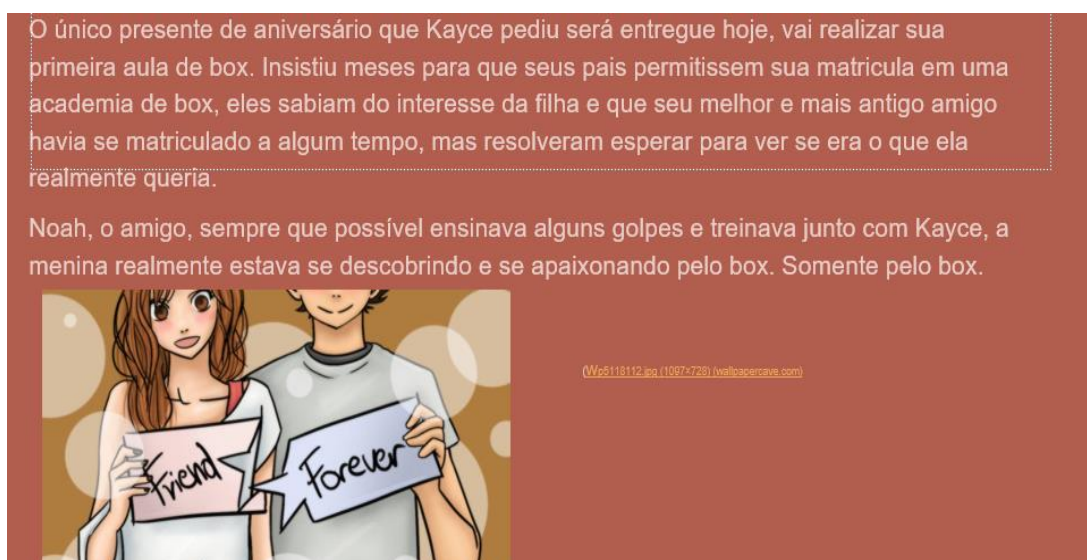 O único presente de aniversário que Kayce pediu será entregue hoje, vai realizar sua
primeira aula de box. Insistiu meses para que seus pais permitissem sua matricula em uma
academia de box, eles sabiam do interesse da filha e que seu melhor e mais antigo amigo
havia se matriculado a algum tempo, mas resolveram esperar para ver se era o que ela
realmente queria.
Noah, o amigo, sempre que possível ensinava alguns golpes e treinava junto com Kayce, a
menina realmente estava se descobrindo e se apaixonando pelo box. Somente pelo box.
(Wp5118112.jpg (1097×728) (wallpapercave.com)
Friend
Forever